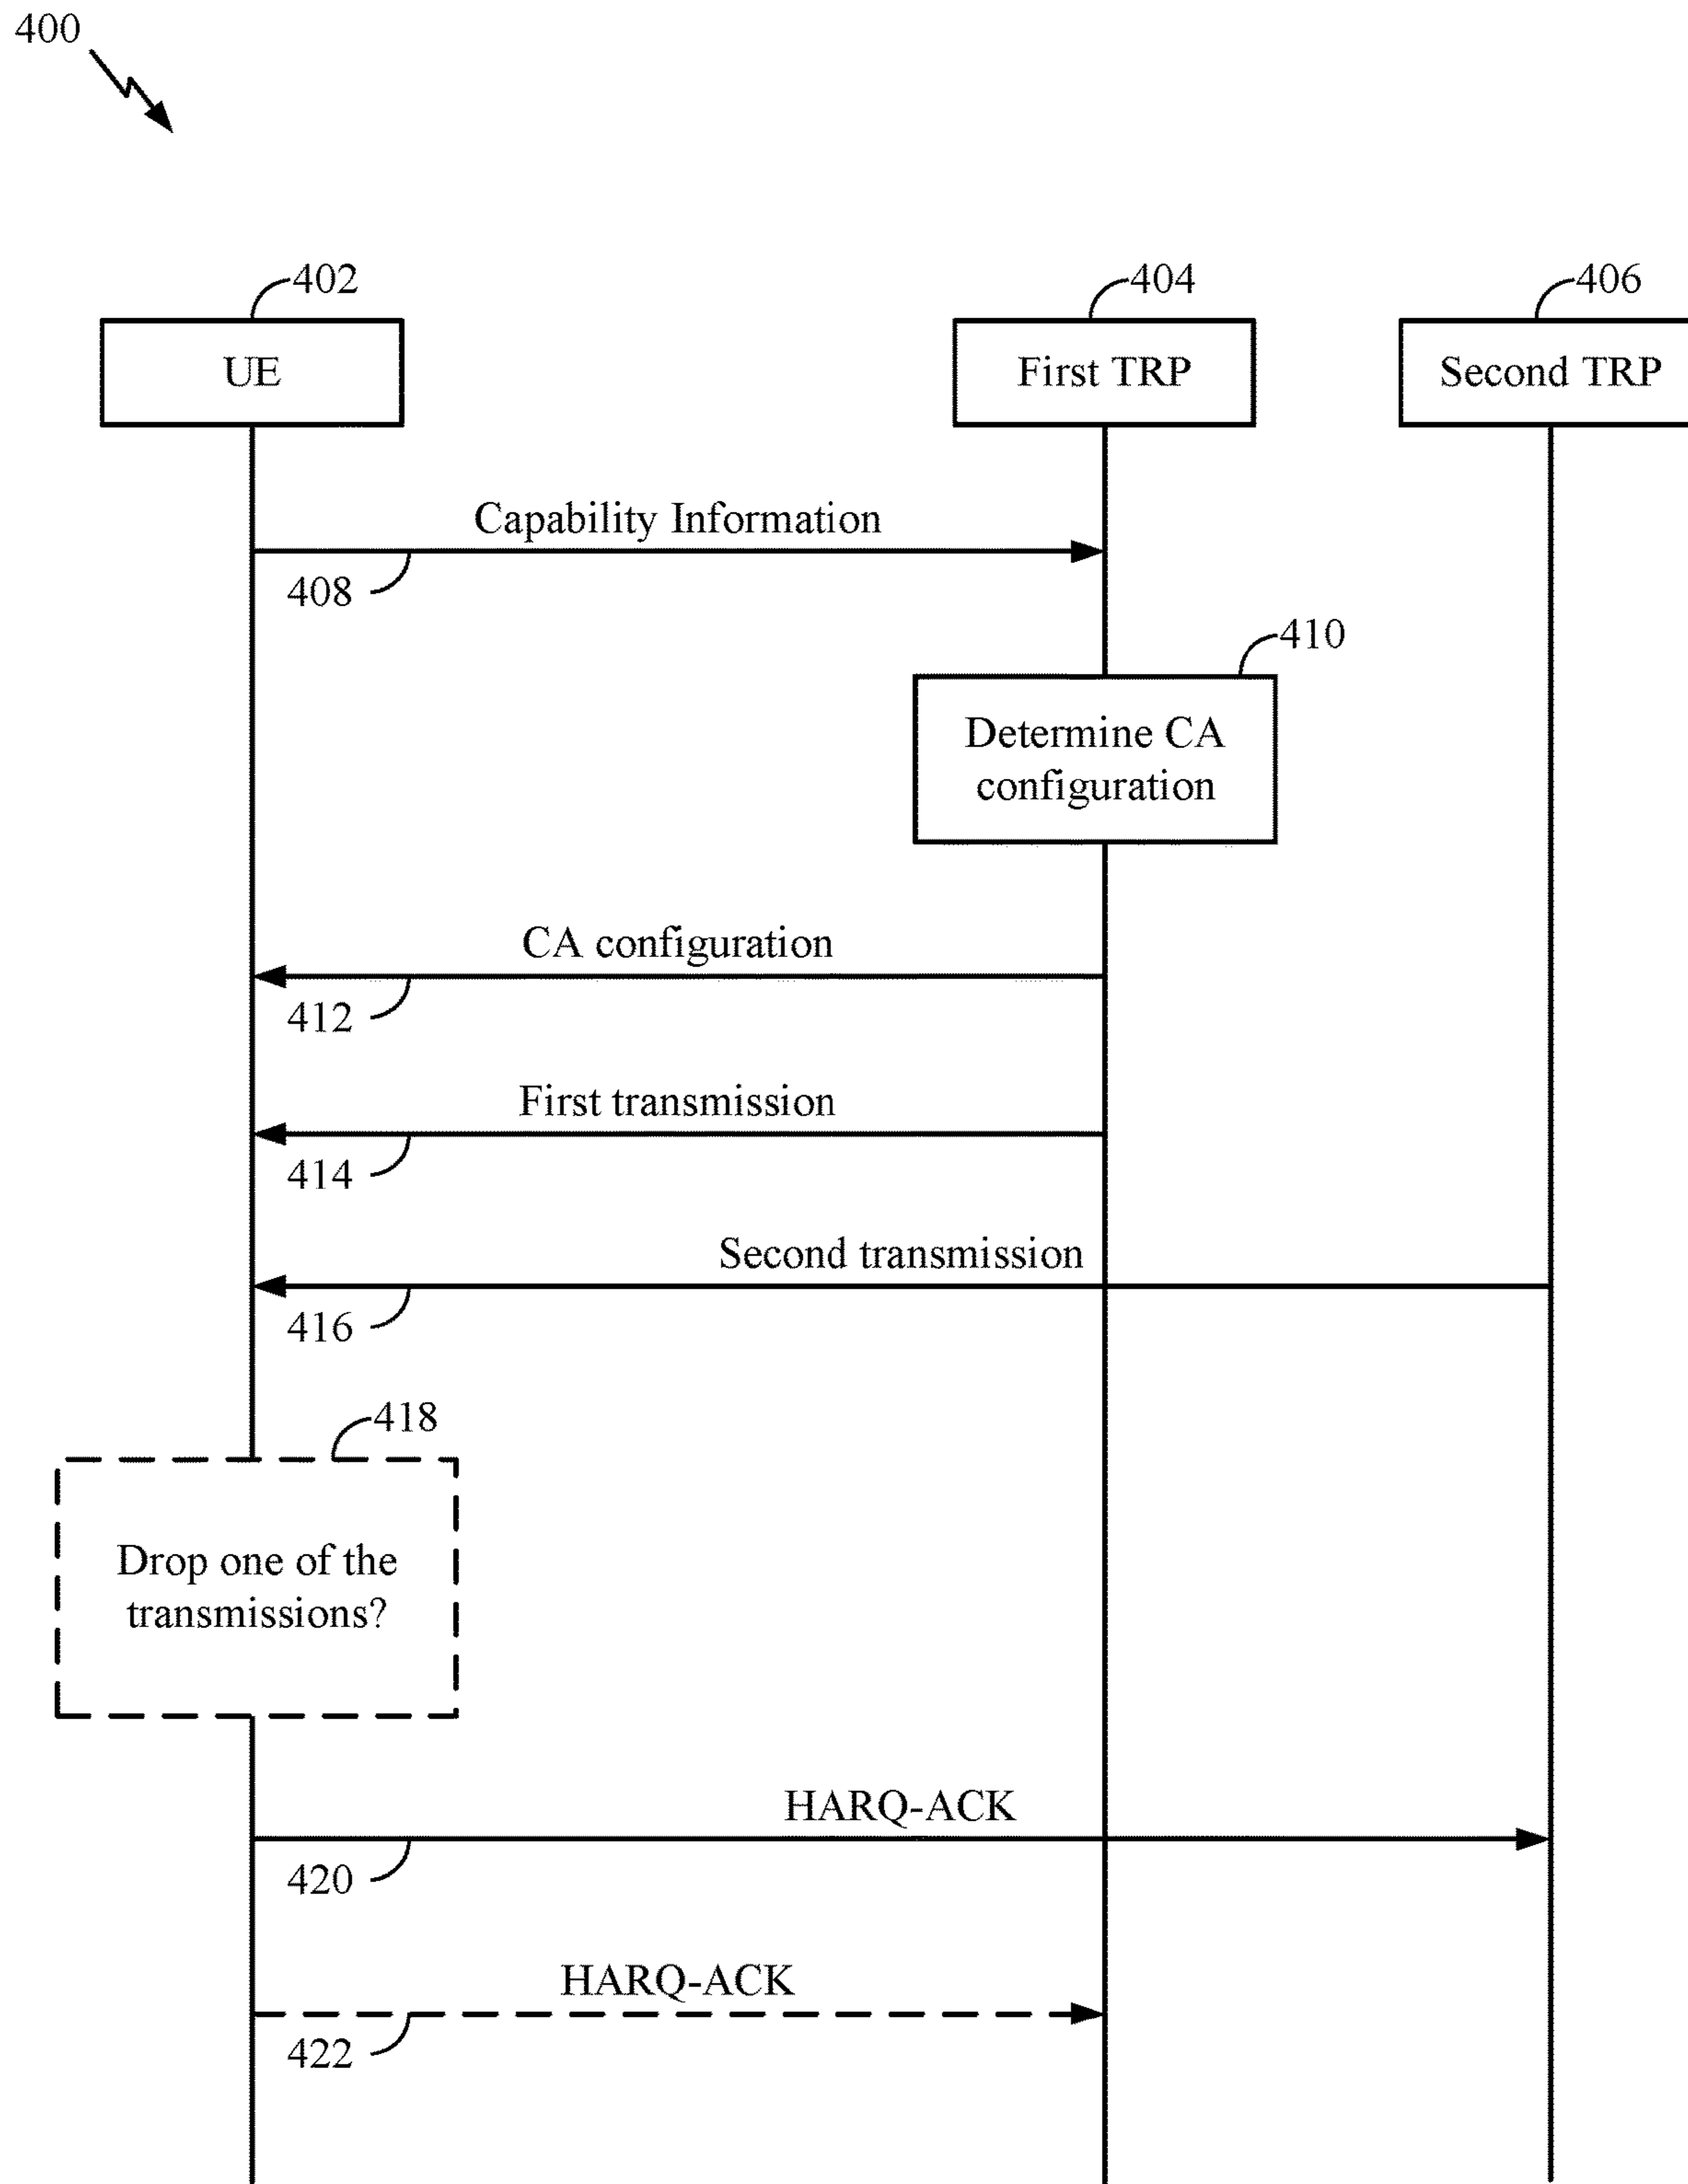 400
402
404
406
UE
First TRP
Second TRP
Capability Information
408
410
Determine CA
configuration
CA configuration
412
First transmission
414
Second transmission
416
418
Drop one of the
transmissions?
HARQ-ACK
420
HARQ-ACK
422